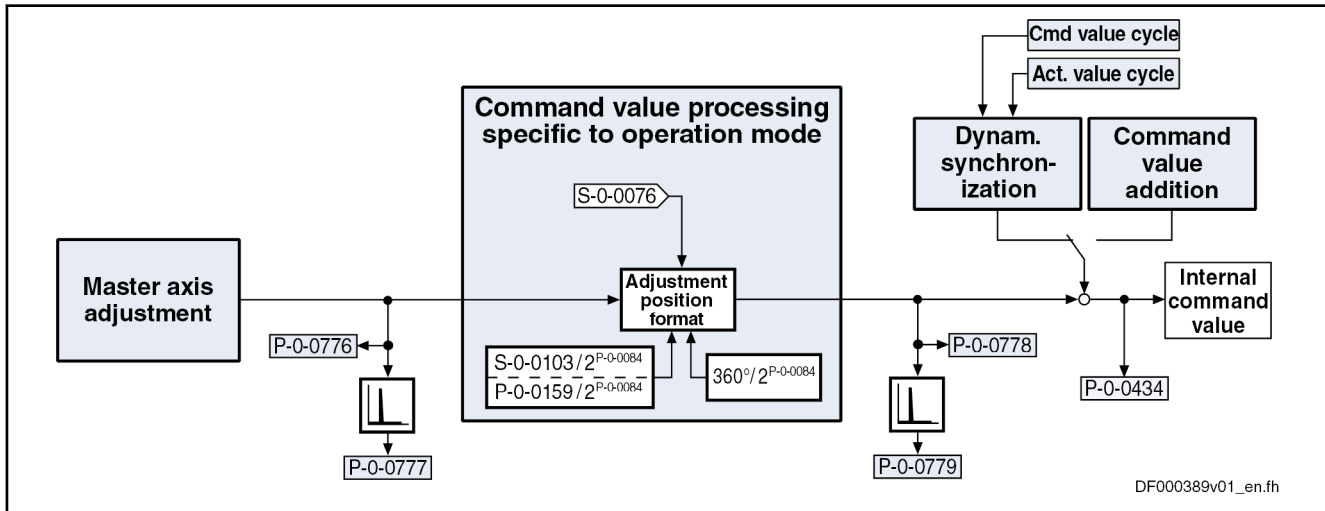 Cmd value cycle
Act. value cycle
Command value processing
specific to operation mode
Dynam.
synchron-
ization
Command
value
addition
S-0-0076
Master axis
adjustment
Adjustment
position
format
Internal
command
value
P-0-0776
P-0-0778
S-0-0103/2^P-0-0084
P-0-0159/2^P-0-0084
360°/2^P-0-0084
P-0-0434
P-0-0777
P-0-0779
DF000389v01_en.fh